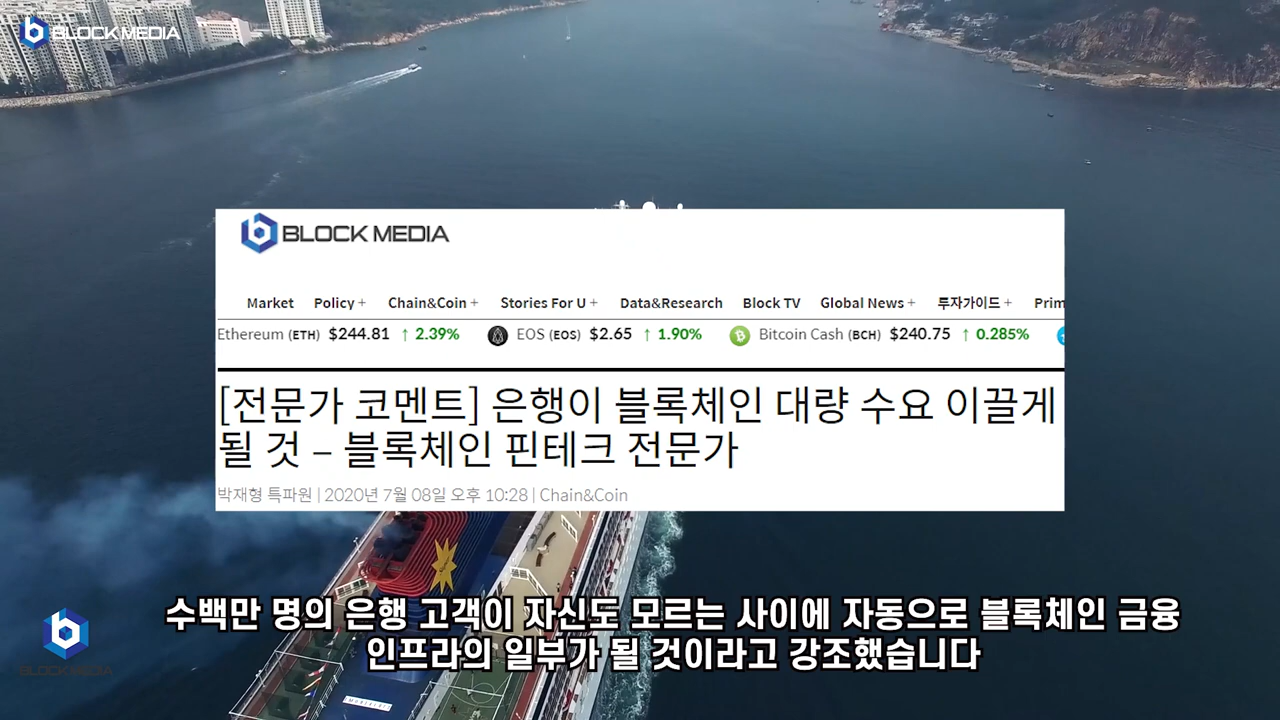 BLOCK MEDIA
BLOCK MEDIA
Market Policy + Chain&Coin + Stories For U + Data&Research Block TV Global News + 투자가이드 + Prim
Ethereum (ETH) $244.81 ↑ 2.39% EOS (EOS) $2.65 ↑ 1.90% Bitcoin Cash (BCH) $240.75 ↑ 0.285%
[전문가 코멘트] 은행이 블록체인 대량 수요 이끌게
될 것 – 블록체인 핀테크 전문가
박재형 특파원 | 2020년 7월 08일 오후 10:28 | Chain&Coin
수백만 명의 은행 고객이 자신도 모르는 사이에 자동으로 블록체인 금융
인프라의 일부가 될 것이라고 강조했습니다
BLOCK MEDIA